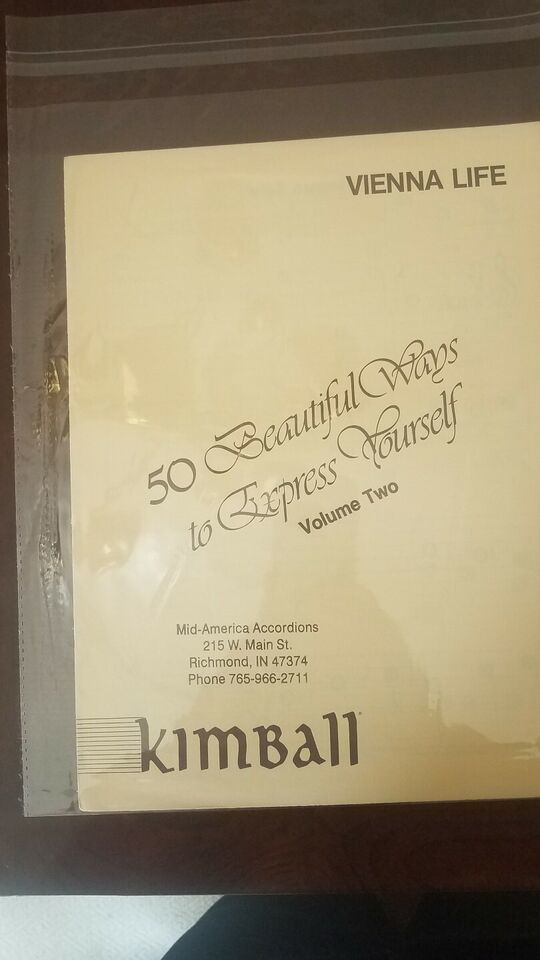 VIENNA LIFE
50 Beautiful Ways
to Express Yourself
Volume Two
Mid-America Accordions
215 W. Main St.
Richmond, IN 47374
Phone 765-966-2711
KIMBall